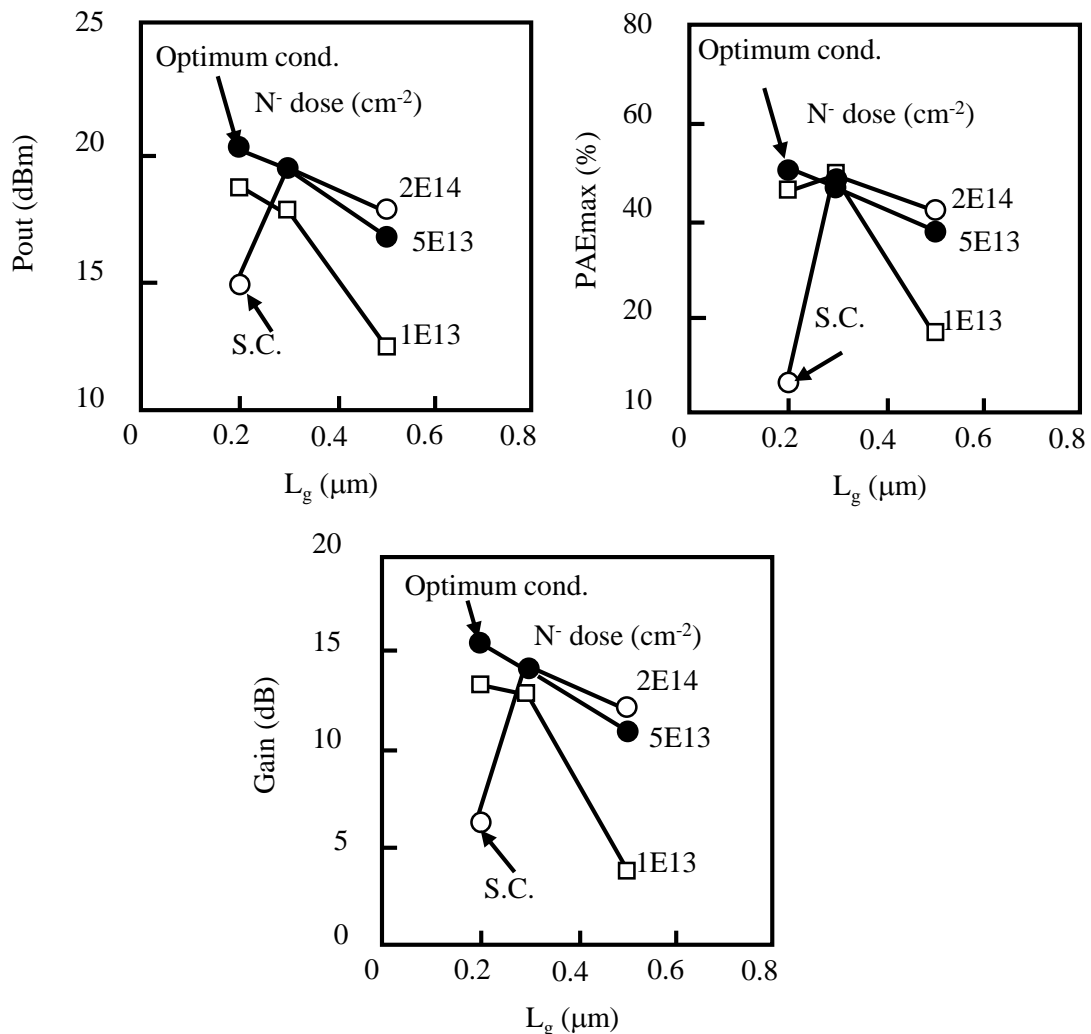 25
20
15
10
Pout (dBm)
Optimum cond.
N- dose (cm-2)
2E14
5E13
1E13
S.C.
0 0.2 0.4 0.6 0.8
Lg (μm)
80
60
40
20
10
PAEmax (%)
Optimum cond.
N- dose (cm-2)
2E14
5E13
1E13
S.C.
0 0.2 0.4 0.6 0.8
Lg (μm)
20
15
10
5
0
Gain (dB)
Optimum cond.
N- dose (cm-2)
2E14
5E13
1E13
S.C.
0 0.2 0.4 0.6 0.8
Lg (μm)